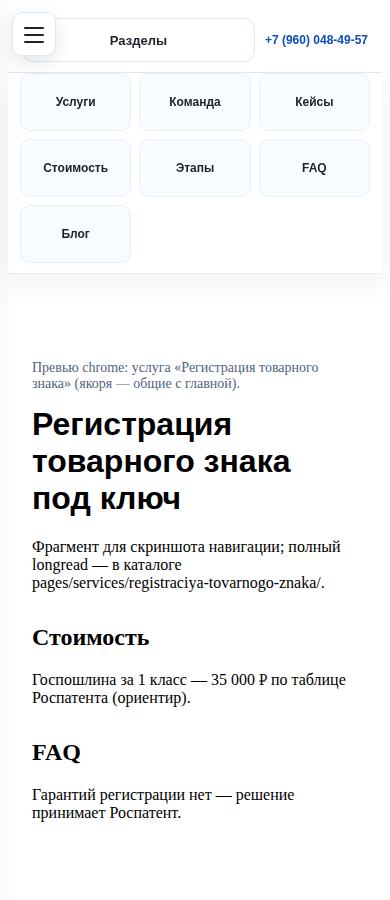 Разделы
+7 (960) 048-49-57
Услуги
Команда
Кейсы
Стоимость
Этапы
FAQ
Блог
Превью chrome: услуга «Регистрация товарного
знака» (якоря — общие с главной).
Регистрация
товарного знака
под ключ
Фрагмент для скриншота навигации; полный
longread — в каталоге
pages/services/registraciya-tovarnogo-znaka/.
Стоимость
Госпошлина за 1 класс — 35 000 ₽ по таблице
Роспатента (ориентир).
FAQ
Гарантий регистрации нет — решение
принимает Роспатент.